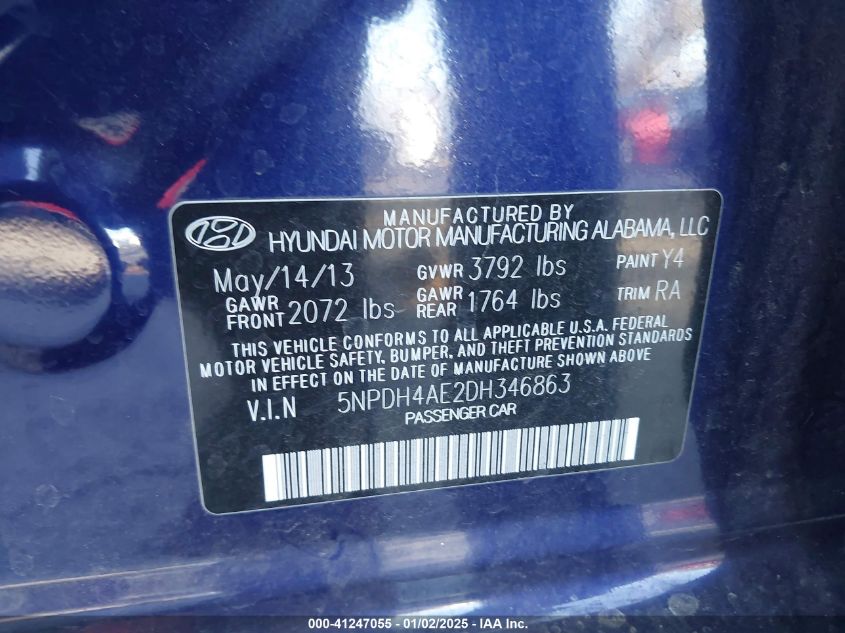 MANUFACTURED BY
HYUNDAI MOTOR MANUFACTURING ALABAMA, LLC
May/14/13 GVWR 3792 lbs PAINT Y4
GAWR FRONT 2072 lbs GAWR REAR 1764 lbs TRIM RA
THIS VEHICLE CONFORMS TO ALL APPLICABLE U.S.A. FEDERAL
MOTOR VEHICLE SAFETY, BUMPER, AND THEFT PREVENTION STANDARDS
IN EFFECT ON THE DATE OF MANUFACTURE SHOWN ABOVE
V.I.N 5NPDH4AE2DH346863
PASSENGER CAR
000-41247055 - 01/02/2025 - IAA Inc.